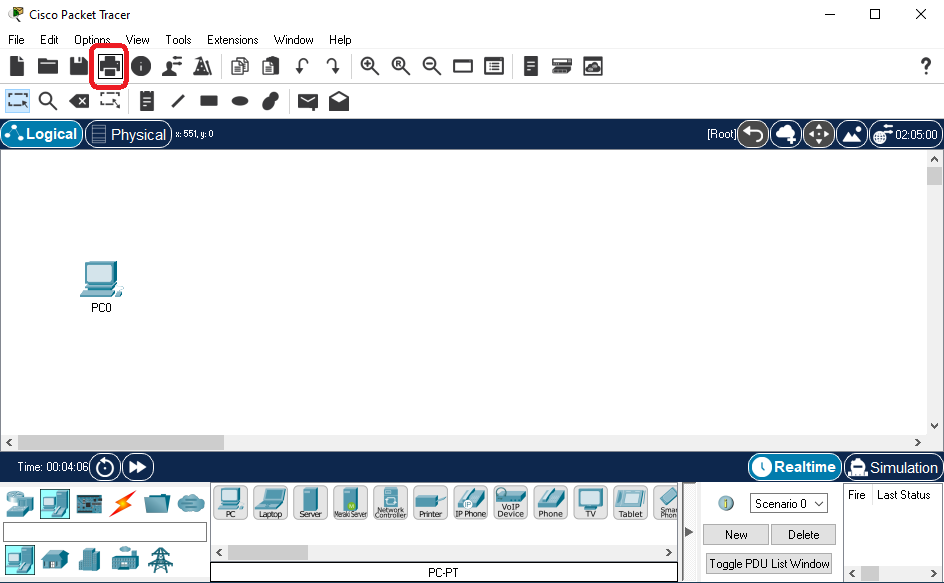 Cisco Packet Tracer
File Edit Options View Tools Extensions Window Help
Logical Physical x: 551, y: 0 [Root] 02:05:00
PC0
Time: 00:04:06 Realtime Simulation
PC Laptop Server Meraki Server Network Controller Printer IP Phone VoIP Device Phone TV Tablet Smart Phone
Scenario 0 Fire Last Status
New Delete
Toggle PDU List Window
PC-PT